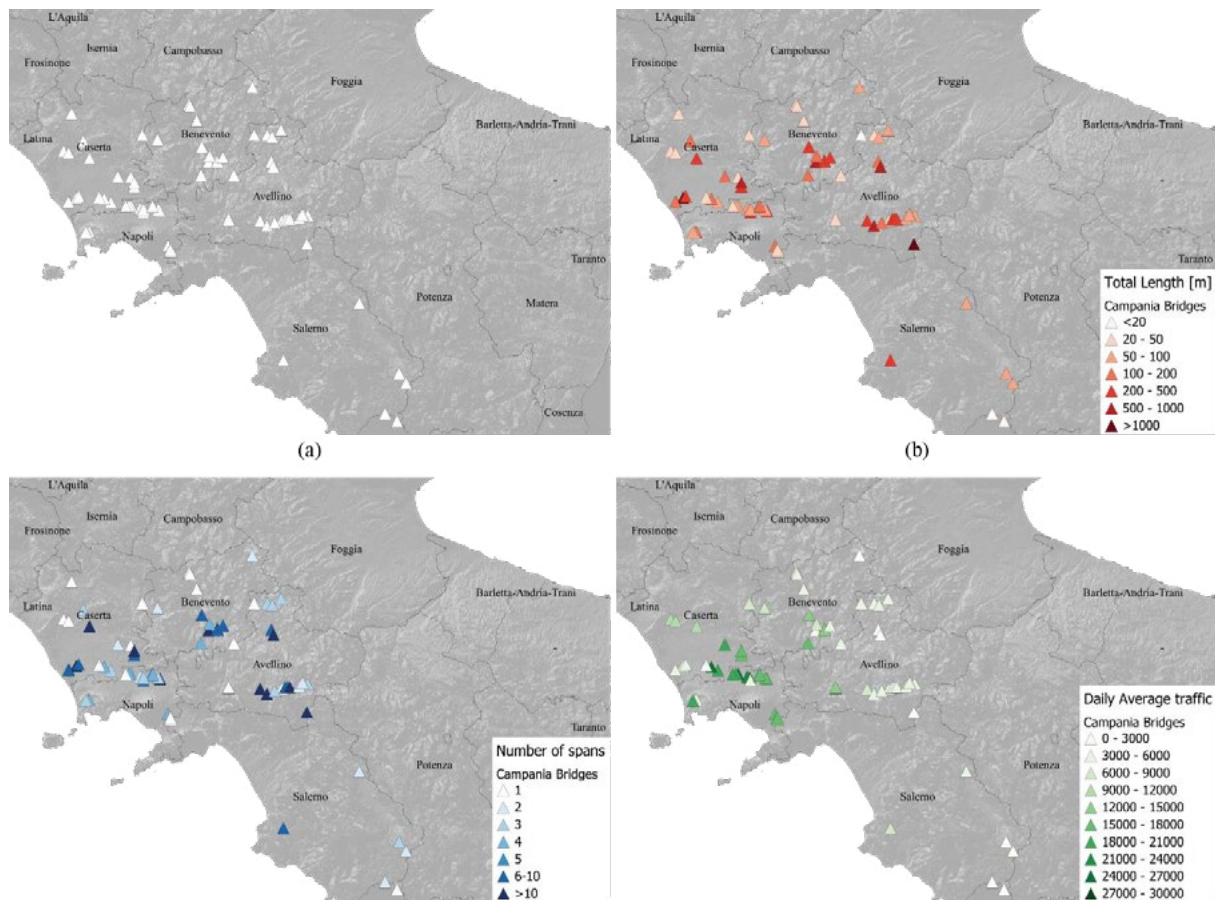 L'Aquila
Isernia
Campobasso
Frosinone
Foggia
Barletta-Andria-Trani
Latina
Caserta
Benevento
Avellino
Napoli
Taranto
Potenza
Matera
Salerno
Cosenza
(a)
L'Aquila
Isernia
Campobasso
Frosinone
Foggia
Barletta-Andria-Trani
Latina
Caserta
Benevento
Avellino
Napoli
Taranto
Potenza
Salerno
Total Length [m]
Campania Bridges
<20
20 - 50
50 - 100
100 - 200
200 - 500
500 - 1000
>1000
(b)
L'Aquila
Isernia
Campobasso
Frosinone
Foggia
Barletta-Andria-Trani
Latina
Caserta
Benevento
Avellino
Napoli
Taranto
Potenza
Salerno
Number of spans
Campania Bridges
1
2
3
4
5
6-10
>10
L'Aquila
Isernia
Campobasso
Frosinone
Foggia
Barletta-Andria-Trani
Latina
Caserta
Benevento
Avellino
Napoli
Taranto
Potenza
Salerno
Daily Average traffic
Campania Bridges
0 - 3000
3000 - 6000
6000 - 9000
9000 - 12000
12000 - 15000
15000 - 18000
18000 - 21000
21000 - 24000
24000 - 27000
27000 - 30000